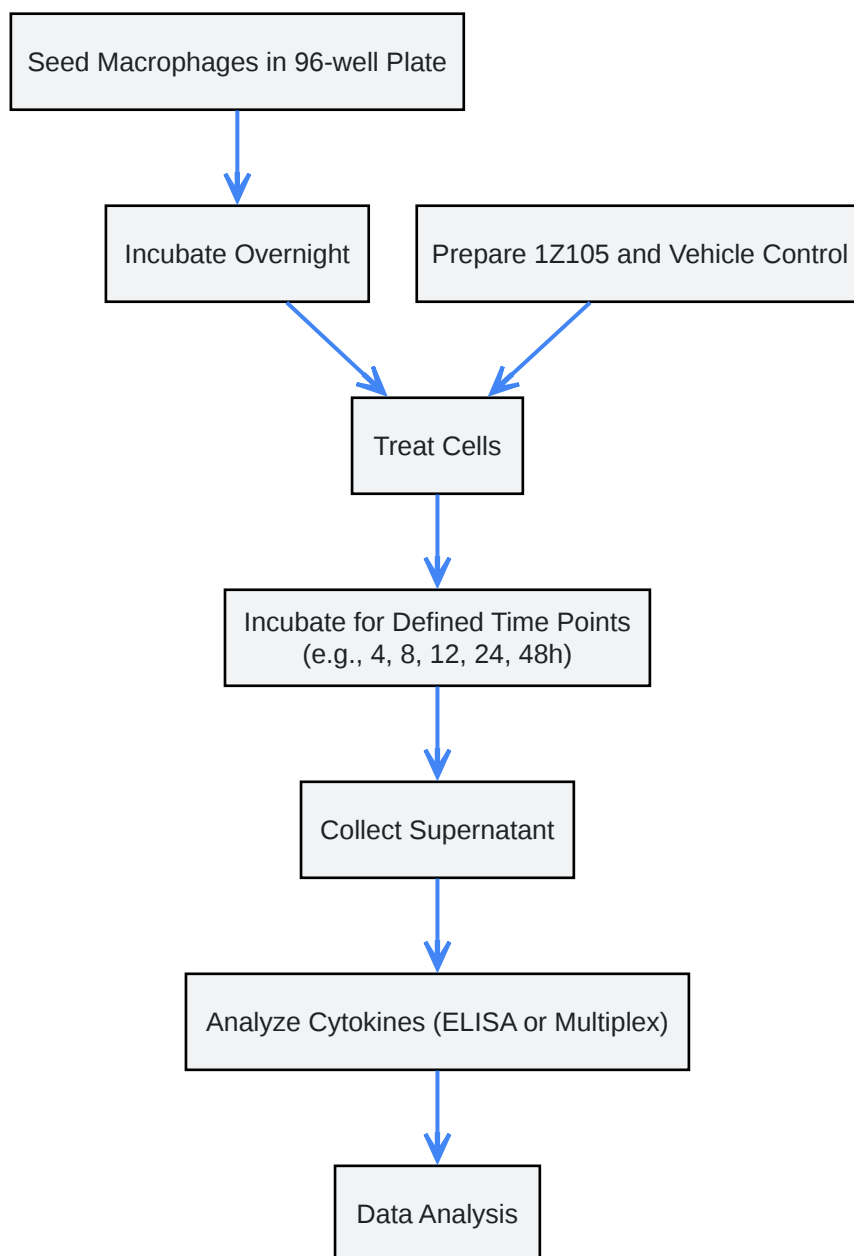 Seed Macrophages in 96-well Plate
Incubate Overnight
Prepare 1Z105 and Vehicle Control
Treat Cells
Incubate for Defined Time Points
(e.g., 4, 8, 12, 24, 48h)
Collect Supernatant
Analyze Cytokines (ELISA or Multiplex)
Data Analysis